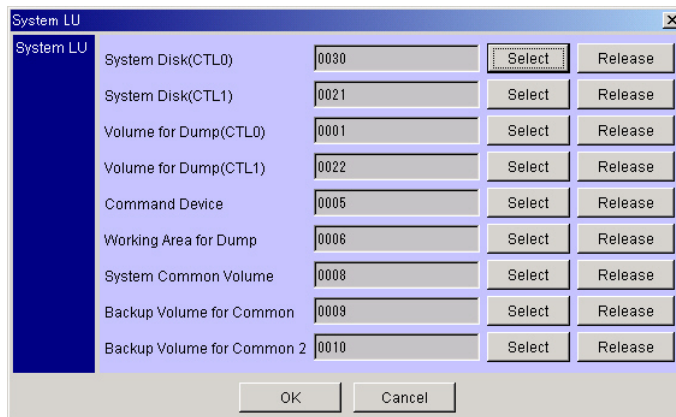 System LU
System LU
System Disk(CTL0) 0030 Select Release
System Disk(CTL1) 0021 Select Release
Volume for Dump(CTL0) 0001 Select Release
Volume for Dump(CTL1) 0022 Select Release
Command Device 0005 Select Release
Working Area for Dump 0006 Select Release
System Common Volume 0008 Select Release
Backup Volume for Common 0009 Select Release
Backup Volume for Common 2 0010 Select Release
OK Cancel